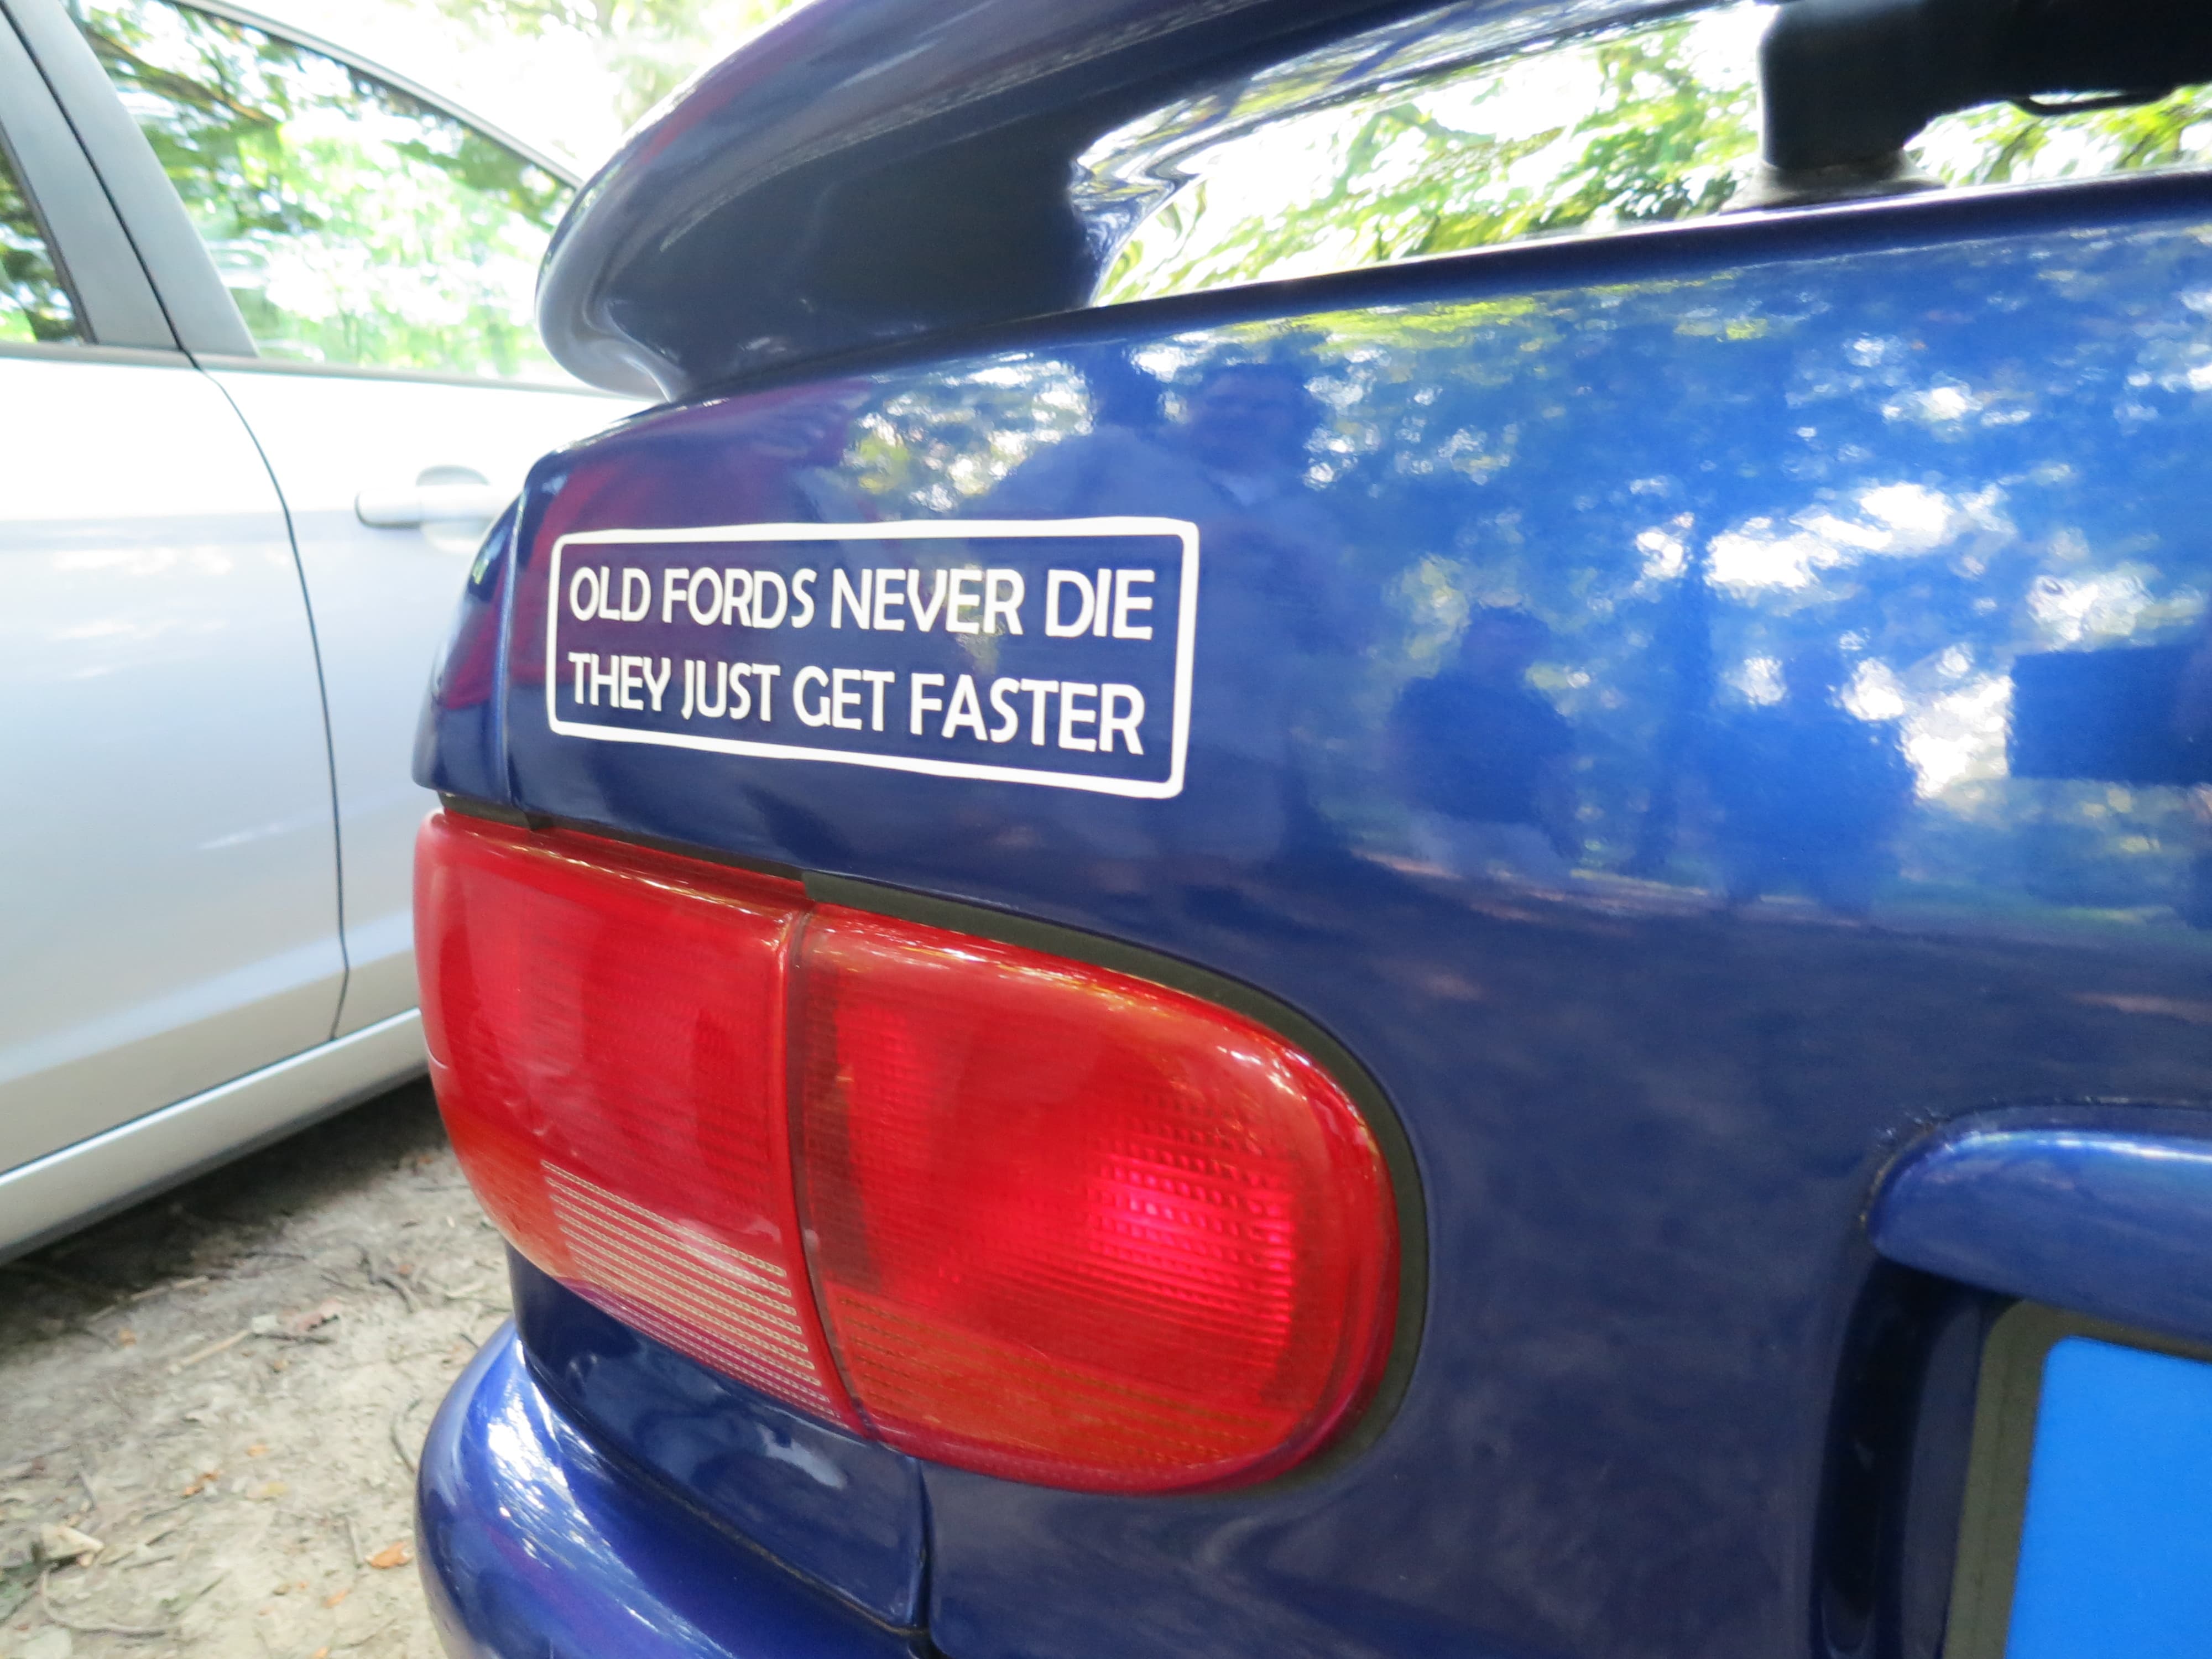 OLD FORDS NEVER DIE
THEY JUST GET FASTER